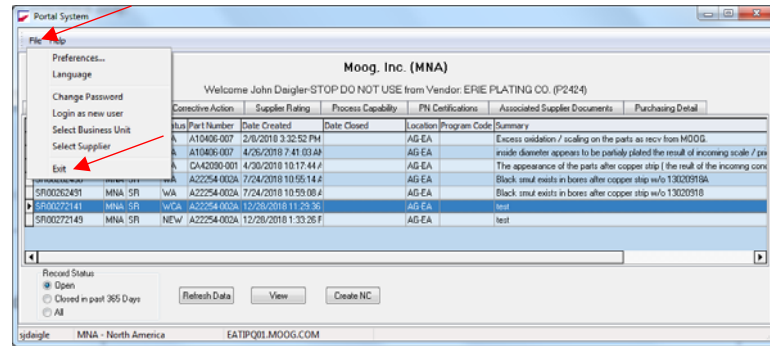 Portal System
File Help
Preferences...
Language
Change Password
Login as new user
Select Business Unit
Select Supplier
Exit
Moog, Inc. (MNA)
Welcome John Daigler-STOP DO NOT USE from Vendor: ERIE PLATING CO. (P2424)
Corrective Action Supplier Rating Process Capability PN Certifications Associated Supplier Documents Purchasing Detail
Part Number Date Created Date Closed Location Program Code Summary
A10406-007 2/8/2018 3:32:52 PM AG-EA Excess oxidation / scaling on the parts as recv from MOOG.
A10406-007 4/26/2018 7:41:03 AM AG-EA inside diameter appears to be partialy plated the result of incoming scale /
CA42090-001 4/30/2018 10:17:44 A AG-EA The appearance of the parts after copper strip ( the reult of the incomng
A22254-002A 7/24/2018 10:55:14 A AG-EA Black smut exists in bores after copper strip w/o 13020918A
SR00262491 MNA SR WA A22254-002A 7/24/2018 10:59:08 A AG-EA Black smut exists in bores after copper strip w/o 13020918
SR00272141 MNA SR WCA A22254-002A 12/28/2018 11:29:36 AG-EA test
SR00272149 MNA SR NEW A22254-002A 12/28/2018 1:33:26 F AG-EA test
Record Status
Open
Closed in past 365 Days
All
Refresh Data View Create NC
sjdaigle MNA - North America EATIPQ01.MOOG.COM